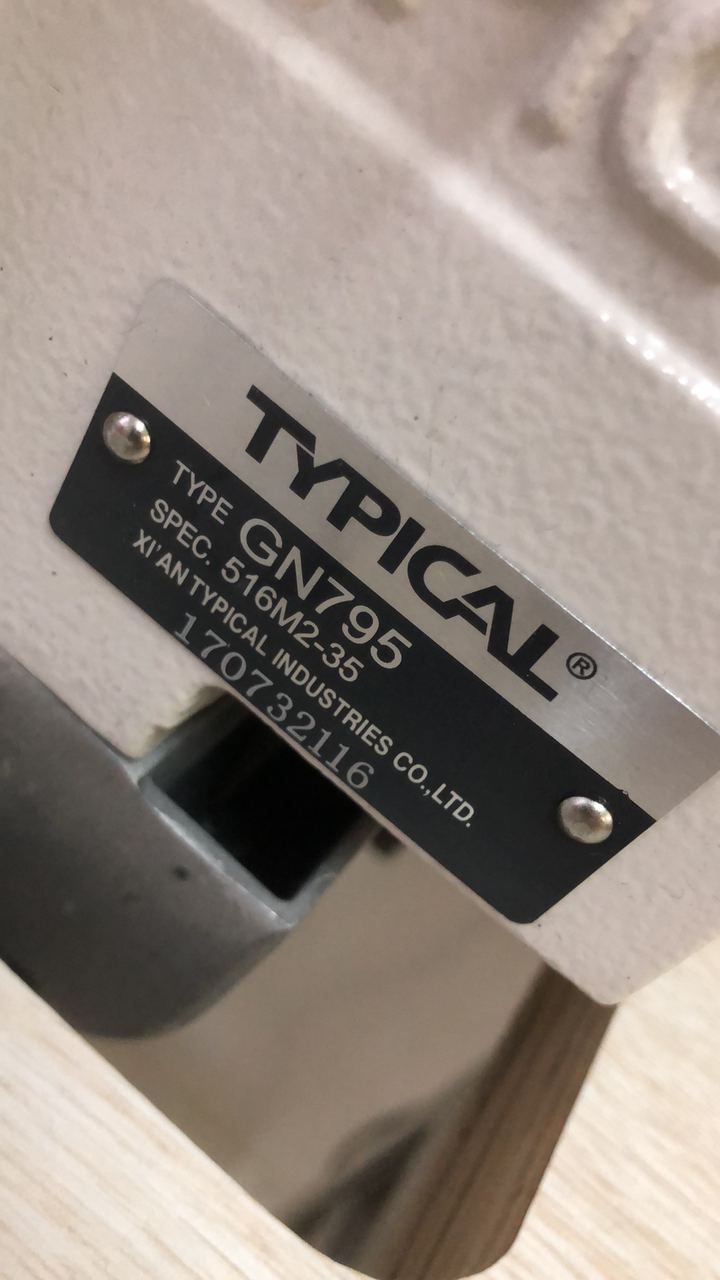 TYPICAL®
TYPE GN795
SPEC. 516M2-35
XI'AN TYPICAL INDUSTRIES CO.,LTD.
170732116